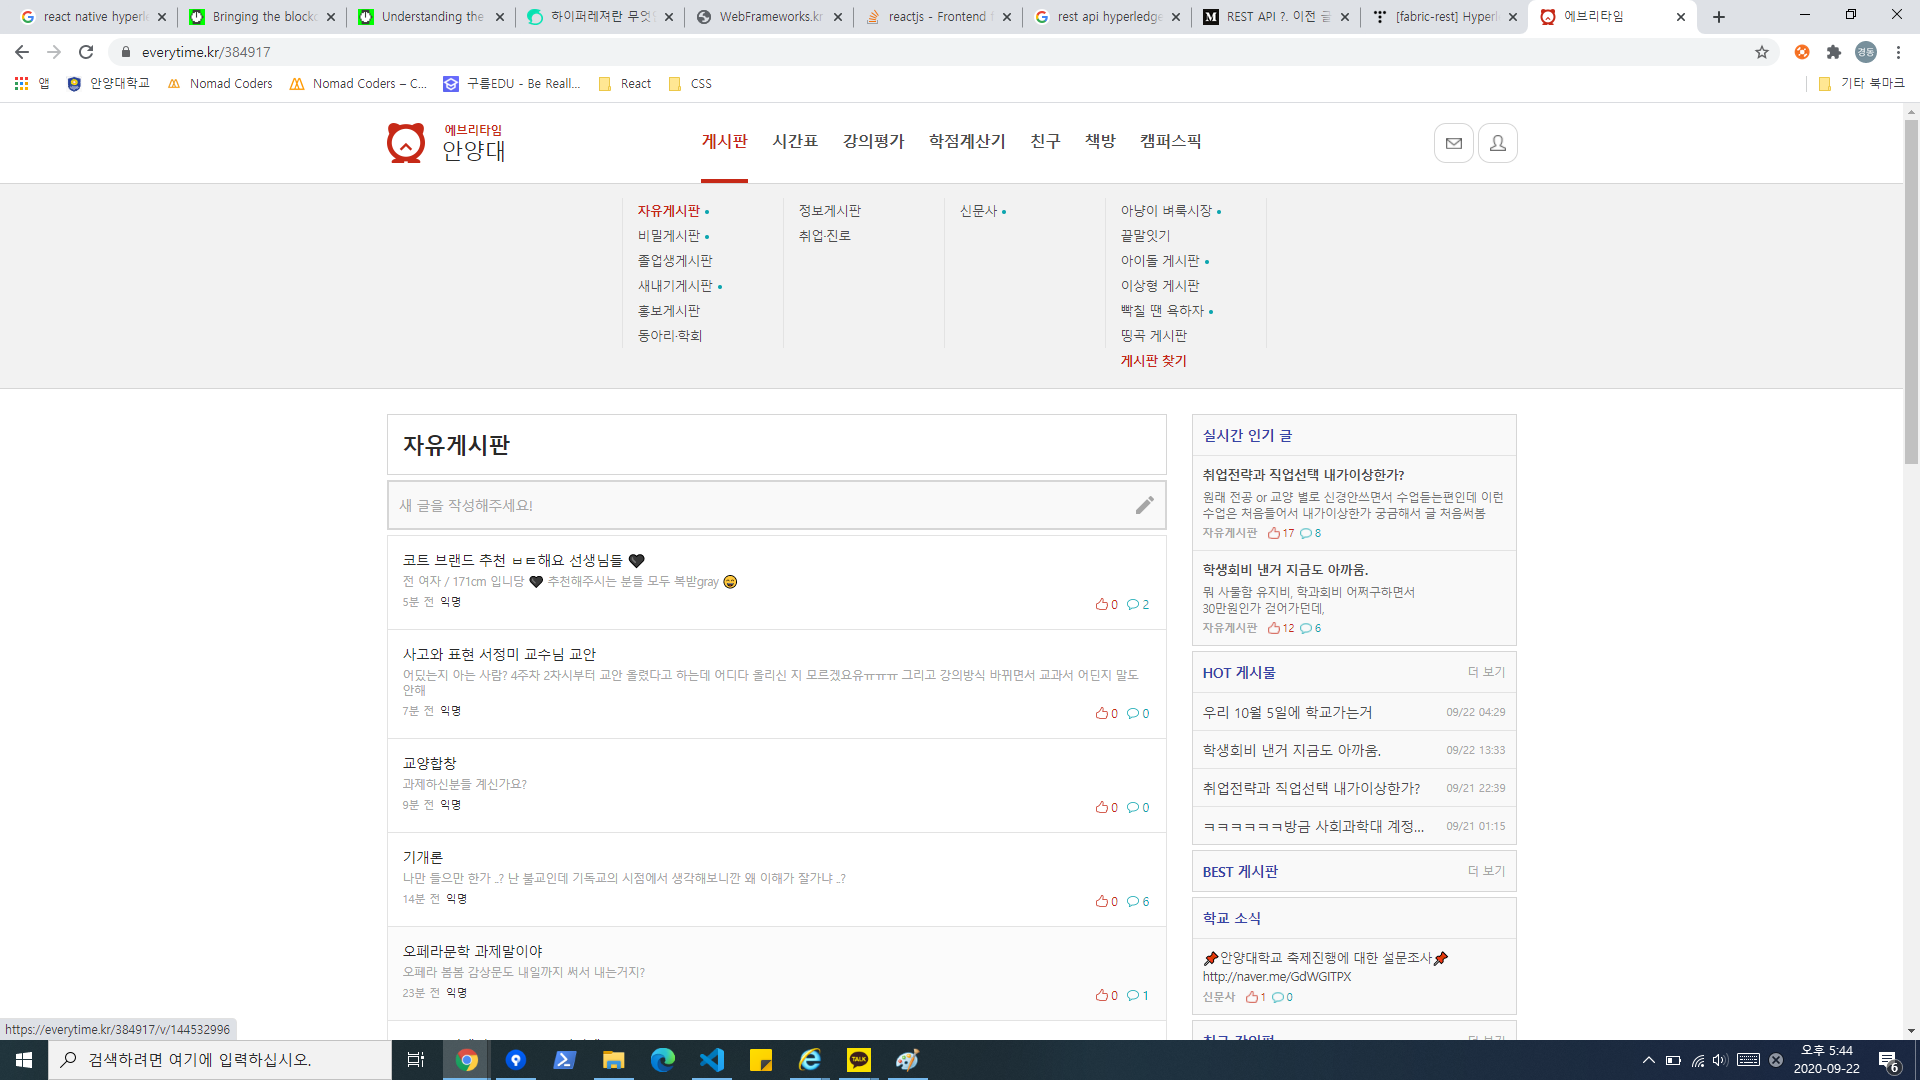 react native hyperle
Bringing the blockc
Understanding the
하이퍼레져란 무엇인
WebFrameworks.kr
reactjs - Frontend f
rest api hyperledge
REST API ?. 이전 글
[fabric-rest] Hyperl
에브리타임
everytime.kr/384917
경동
앱
안양대학교
Nomad Coders
Nomad Coders – C...
구름EDU - Be Reall...
React
CSS
기타 북마크
에브리타임
안양대
게시판 시간표 강의평가 학점계산기 친구 책방 캠퍼스픽
자유게시판
비밀게시판
졸업생게시판
새내기게시판
홍보게시판
동아리·학회
정보게시판
취업·진로
신문사
아냥이 벼룩시장
끝말잇기
아이돌 게시판
이상형 게시판
빡칠 땐 욕하자
띵곡 게시판
게시판 찾기
자유게시판
새 글을 작성해주세요!
코트 브랜드 추천 ㅂㅌ해요 선생님들 🖤
전 여자 / 171cm 입니당 🖤 추천해주시는 분들 모두 복받gray 😄
5분 전 익명
0 2
사고와 표현 서정미 교수님 교안
어딨는지 아는 사람? 4주차 2차시부터 교안 올렸다고 하는데 어디다 올리신 지 모르겠요유ㅠㅠㅠ 그리고 강의방식 바뀌면서 교과서 어딘지 말도
안해
7분 전 익명
0 0
교양합창
과제하신분들 계신가요?
9분 전 익명
0 0
기개론
나만 들으만 한가 ..? 난 불교인데 기독교의 시점에서 생각해보니깐 왜 이해가 잘가냐 ..?
14분 전 익명
0 6
오페라문학 과제말이야
오페라 봄봄 감상문도 내일까지 써서 내는거지?
23분 전 익명
0 1
실시간 인기 글
취업전략과 직업선택 내가이상한가?
원래 전공 or 교양 별로 신경안쓰면서 수업듣는편인데 이런
수업은 처음들어서 내가이상한가 궁금해서 글 처음써봄
자유게시판 17 8
학생회비 낸거 지금도 아까움.
뭐 사물함 유지비, 학과회비 어쩌구하면서
30만원인가 걷어가던데,
자유게시판 12 6
HOT 게시물 더 보기
우리 10월 5일에 학교가는거 09/22 04:29
학생회비 낸거 지금도 아까움. 09/22 13:33
취업전략과 직업선택 내가이상한가? 09/21 22:39
ㅋㅋㅋㅋㅋㅋ방금 사회과학대 계정... 09/21 01:15
BEST 게시판 더 보기
학교 소식
📌안양대학교 축제진행에 대한 설문조사📌
http://naver.me/GdWGITPX
신문사 1 0
https://everytime.kr/384917/v/144532996
검색하려면 여기에 입력하십시오.
TALK
오후 5:44
2020-09-22
6